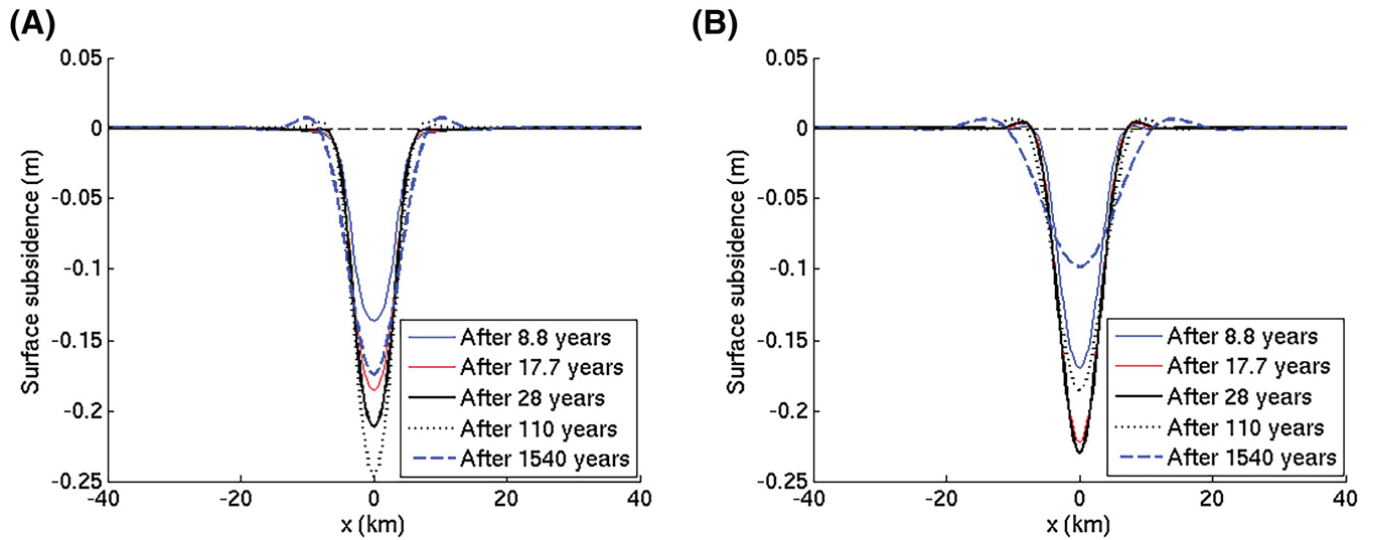 (A)
0.05
0
-0.05
-0.1
-0.15
-0.2
-0.25
Surface subsidence (m)
After 8.8 years
After 17.7 years
After 28 years
After 110 years
After 1540 years
-40
-20
0
20
40
x (km)
(B)
0.05
0
-0.05
-0.1
-0.15
-0.2
-0.25
Surface subsidence (m)
After 8.8 years
After 17.7 years
After 28 years
After 110 years
After 1540 years
-40
-20
0
20
40
x (km)